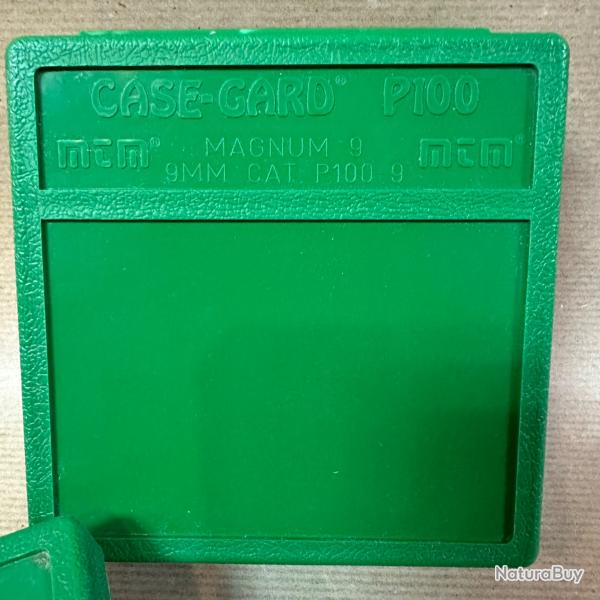 CASE-GARD® P100
MTM® MAGNUM 9 MTM®
9MM CAT. P100-9
NaturaBuy